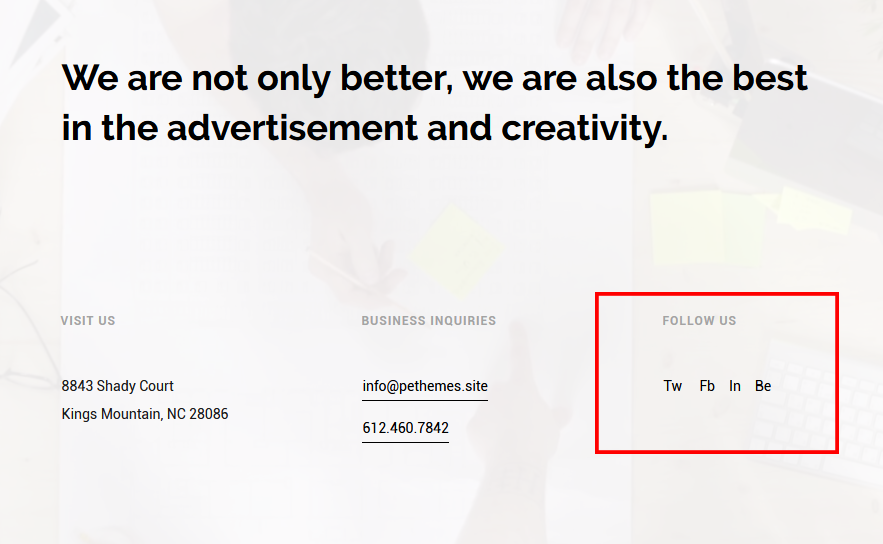 We are not only better, we are also the best
in the advertisement and creativity.
VISIT US
8843 Shady Court
Kings Mountain, NC 28086
BUSINESS INQUIRIES
info@pethemes.site
612.460.7842
FOLLOW US
Tw Fb In Be